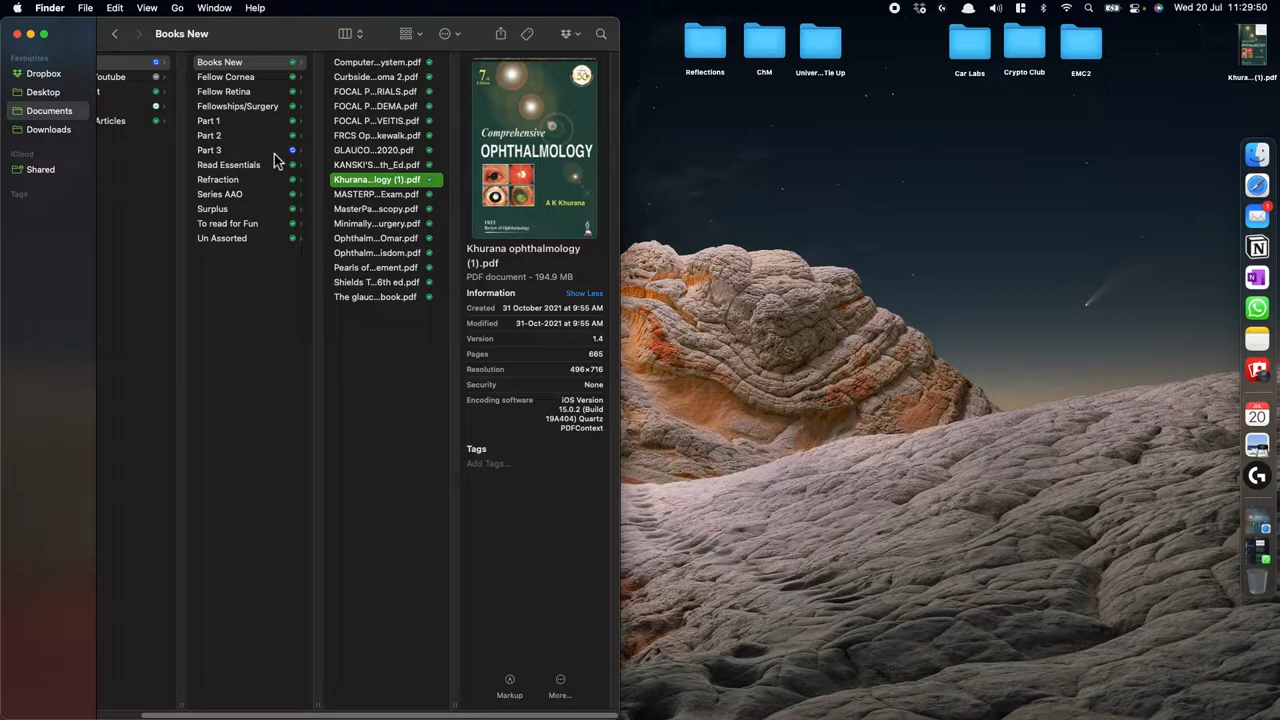 Finder File Edit View Go Window Help
Wed 20 Jul 11:29:50
Books New
Favourites
Dropbox
Desktop
Documents
Downloads
iCloud
Shared
Tags
outube
t
Articles
Books New
Fellow Cornea
Fellow Retina
Fellowships/Surgery
Part 1
Part 2
Part 3
Read Essentials
Refraction
Series AAO
Surplus
To read for Fun
Un Assorted
Computer...ystem.pdf
Curbside...oma 2.pdf
FOCAL P...RIALS.pdf
FOCAL P...DEMA.pdf
FOCAL P...VEITIS.pdf
FRCS Op...kewalk.pdf
GLAUCO...2020.pdf
KANSKI'S...th_Ed.pdf
Khurana...logy (1).pdf
MASTERP...Exam.pdf
MasterPa...scopy.pdf
Minimally...urgery.pdf
Ophthalm...Omar.pdf
Ophthalm...isdom.pdf
Pearls of...ement.pdf
Shields T...6th ed.pdf
The glauc...book.pdf
7th
Edition
50
Comprehensive
OPHTHALMOLOGY
A K Khurana
FREE
Review of Ophthalmology
Khurana ophthalmology
(1).pdf
PDF document - 194.9 MB
Information Show Less
Created 31 October 2021 at 9:55 AM
Modified 31-Oct-2021 at 9:55 AM
Version 1.4
Pages 665
Resolution 496×716
Security None
Encoding software iOS Version
15.0.2 (Build
19A404) Quartz
PDFContext
Tags
Add Tags...
Markup
More...
Reflections
ChM
Univer...Tie Up
Car Labs
Crypto Club
EMC2
Khura...(1).pdf
1
JUL
20